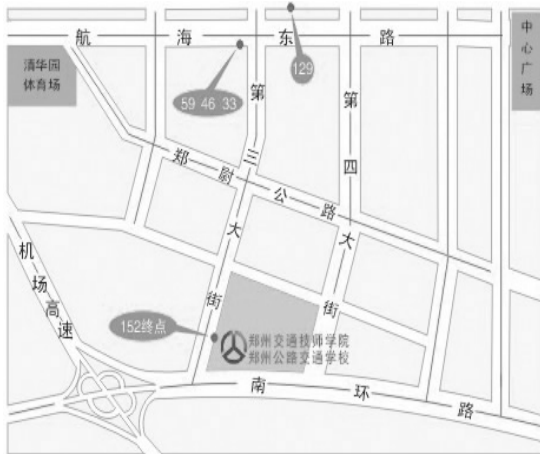 航海东路
129
中心广场
清华园
体育场
59 46 33
第三大街
第四大街
郑尉公路
机场高速
152终点
郑州交通技师学院
郑州公路交通学校
南环路